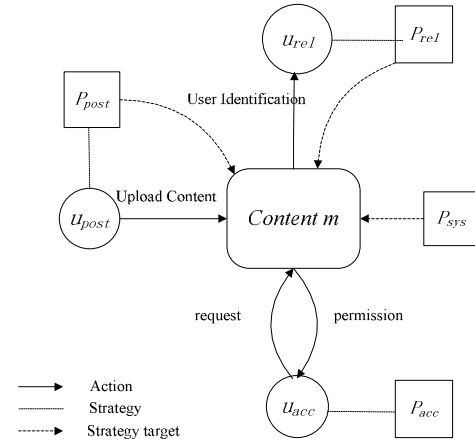 u_rel
P_rel
P_post
User Identification
Upload Content
u_post
Content m
P_sys
request
permission
Action
Strategy
Strategy target
u_acc
P_acc